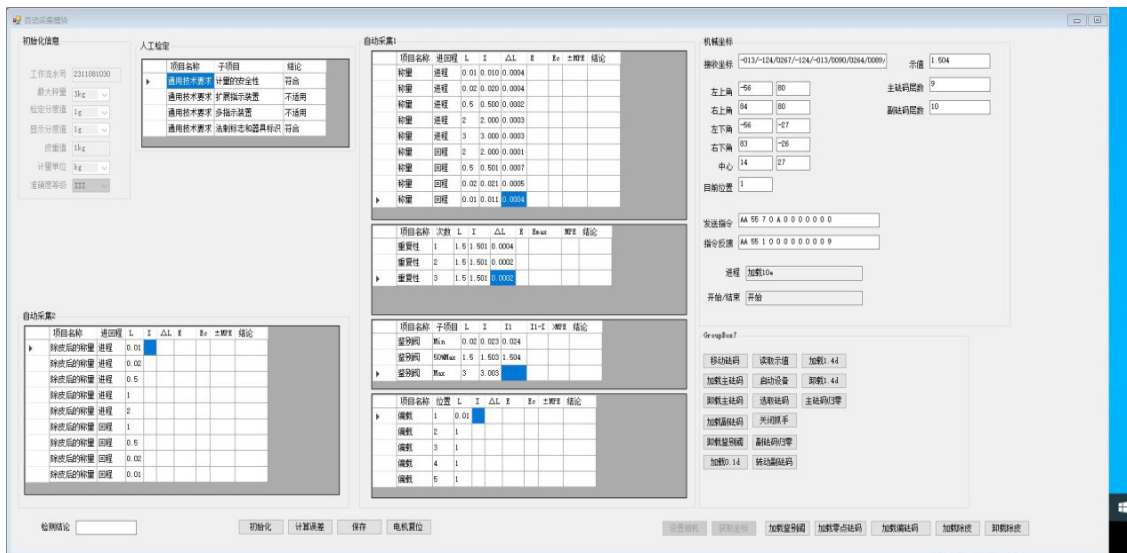 自动采集模块
初始化信息
工作流水号 2311081030
最大秤量 3kg
检定分度值 1g
显示分度值 1g
皮重值 1kg
计量单位 kg
准确度等级 III
人工检定
项目名称 子项目 结论
通用技术要求 计量的安全性 符合
通用技术要求 扩展指示装置 不适用
通用技术要求 多指示装置 不适用
通用技术要求 法制标志和器具标识 符合
自动采集2
项目名称 进回程 L I △L E Ec ±MPE 结论
除皮后的称量 进程 0.01
除皮后的称量 进程 0.02
除皮后的称量 进程 0.5
除皮后的称量 进程 1
除皮后的称量 进程 2
除皮后的称量 回程 1
除皮后的称量 回程 0.5
除皮后的称量 回程 0.02
除皮后的称量 回程 0.01
自动采集1
项目名称 进回程 L I △L E Ec ±MPE 结论
称量 进程 0.01 0.010 0.0004
称量 进程 0.02 0.020 0.0004
称量 进程 0.5 0.500 0.0002
称量 进程 2 2.000 0.0003
称量 进程 3 3.000 0.0003
称量 回程 2 2.000 0.0001
称量 回程 0.5 0.501 0.0007
称量 回程 0.02 0.021 0.0005
称量 回程 0.01 0.011 0.0004
项目名称 次数 L I △L E Emax MPE 结论
重复性 1 1.5 1.501 0.0004
重复性 2 1.5 1.501 0.0002
重复性 3 1.5 1.501 0.0002
项目名称 子项目 L I I1 I1-I >MPE 结论
鉴别阈 Min 0.02 0.023 0.024
鉴别阈 50%Max 1.5 1.503 1.504
鉴别阈 Max 3 3.003
项目名称 位置 L I △L E Ec ±MPE 结论
偏载 1 0.01
偏载 2 1
偏载 3 1
偏载 4 1
偏载 5 1
机械坐标
接收坐标 -013/-124/0267/-124/-013/0090/0264/0089/ 示值 1.504
左上角 -56 80 主砝码层数 9
右上角 84 80 副砝码层数 10
左下角 -56 -27
右下角 83 -26
中心 14 27
目前位置 1
发送指令 AA 55 7 0 A 0 0 0 0 0 0 0
指令反馈 AA 55 1 0 0 0 0 0 0 0 0 9
进程 加载10e
开始/结束 开始
GroupBox7
移动砝码 读取示值 加载1.4d
加载主砝码 启动设备 卸载1.4d
卸载主砝码 选取砝码 主砝码归零
加载副砝码 关闭抓手
卸载鉴别阈 副砝码归零
加载0.1d 转动副砝码
检测结论 初始化 计算误差 保存 电机复位 设置相机 获取坐标 加载鉴别阈 加载零点砝码 加载偏砝码 加载除皮 卸载除皮